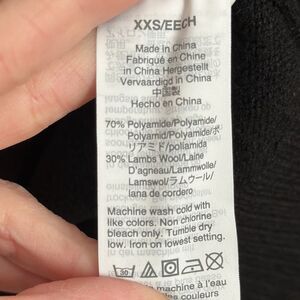 XXS/EECH
Made in China
Fabriqué en Chine
in China Hergestellt
Vervaardigd in China
中国製
Hecho en China
70% Polyamide/Polyamide/
Polyamid/Polyamide/ポ
リアミド/poliamida
30% Lambs Wool/Laine
D'agneau/Lammwolle/
Lamswol/ラムウール/
lana de cordero
Machine wash cold with
like colors. Non chlorine
bleach only. Tumble dry
low. Iron on lowest setting.
30
Machine à l'eau